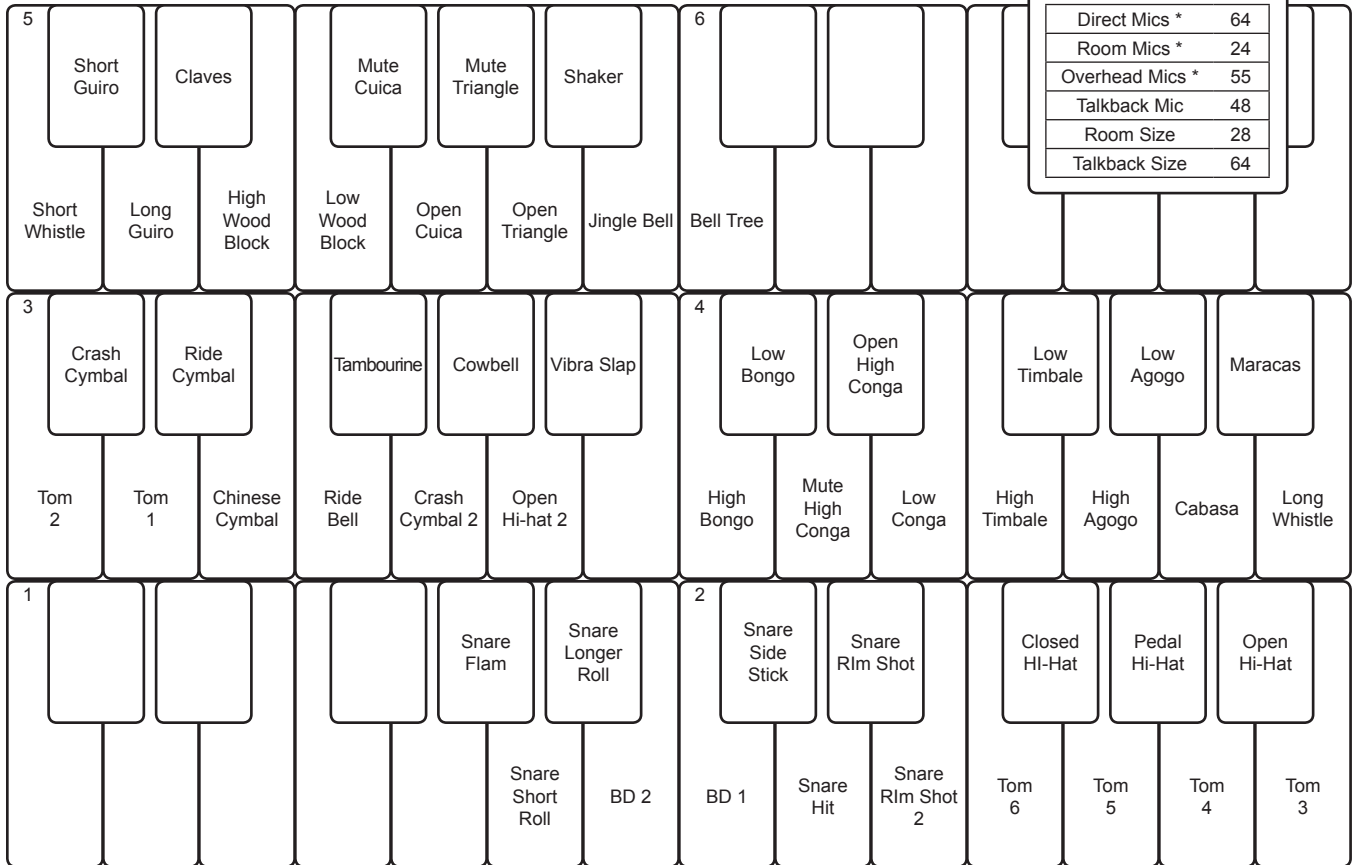 5
6
Direct Mics * 64
Room Mics * 24
Overhead Mics * 55
Talkback Mic 48
Room Size 28
Talkback Size 64
Short
Guiro
Claves
Mute
Cuica
Mute
Triangle
Shaker
Short
Whistle
Long
Guiro
High
Wood
Block
Low
Wood
Block
Open
Cuica
Open
Triangle
Jingle Bell
Bell Tree
3
4
Crash
Cymbal
Ride
Cymbal
Tambourine
Cowbell
Vibra Slap
Low
Bongo
Open
High
Conga
Low
Timbale
Low
Agogo
Maracas
Tom
2
Tom
1
Chinese
Cymbal
Ride
Bell
Crash
Cymbal 2
Open
Hi-hat 2
High
Bongo
Mute
High
Conga
Low
Conga
High
Timbale
High
Agogo
Cabasa
Long
Whistle
1
2
Snare
Flam
Snare
Longer
Roll
Snare
Side
Stick
Snare
RIm Shot
Closed
HI-Hat
Pedal
Hi-Hat
Open
Hi-Hat
Snare
Short
Roll
BD 2
BD 1
Snare
Hit
Snare
RIm Shot
2
Tom
6
Tom
5
Tom
4
Tom
3